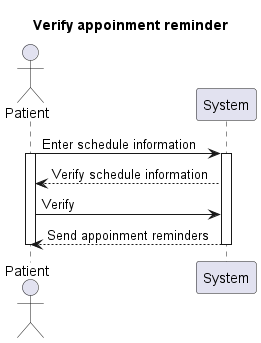 Verify appoinment reminder
Patient
System
Enter schedule information
Verify schedule information
Verify
Send appoinment reminders
Patient
System